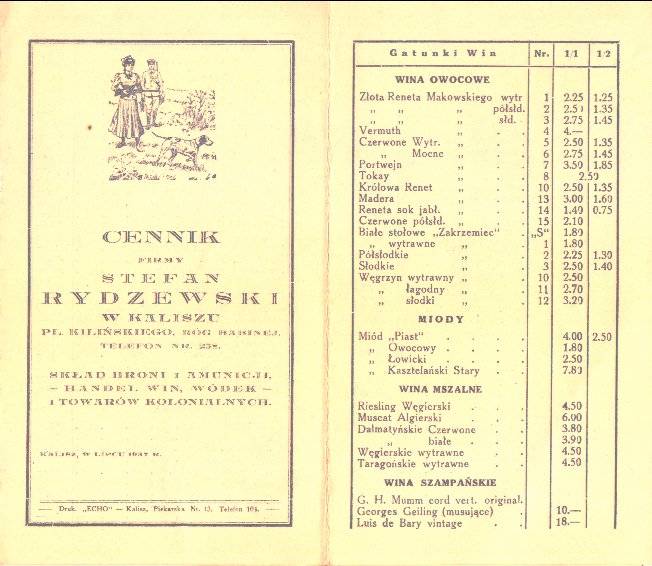 CENNIK
FIRMY
STEFAN
RYDZEWSKI
W KALISZU
PL. KILIŃSKIEGO, RÓG BABINEJ.
TELEFON NR. 258.
SKŁAD BRONI I AMUNICJI,
– HANDEL WIN, WÓDEK –
I TOWARÓW KOLONIALNYCH.
KALISZ, W LIPCU 1937 R.
Druk. „ECHO" — Kalisz, Piekarska Nr. 13. Telefon 104.
Gatunki Win Nr. 1/1 1/2
WINA OWOCOWE
Złota Reneta Makowskiego wytr 1 2.25 1.25
„ „ „ półsłd. 2 2.50 1.35
„ „ „ słd. . 3 2.75 1.45
Vermuth „ . . 4 4.—
Czerwone Wytr. „ . . 5 2.50 1.35
„ Mocne „ . . 6 2.75 1.45
Portwejn „ . . 7 3.50 1.85
Tokay „ . . 8 2.50
Królowa Renet „ . . 10 2.50 1.35
Madera „ . . 13 3.00 1.60
Reneta sok jabł. „ . . 14 1.40 0.75
Czerwone półsłd. „ . . 15 2.10
Białe stołowe „Zakrzemiec" . „S" 1.80
„ wytrawne „ . . 1 1.80
Półsłodkie „ . . 2 2.25 1.30
Słodkie „ . . 3 2.50 1.40
Węgrzyn wytrawny „ . . 10 2.50
„ łagodny „ . . 11 2.70
„ słodki „ . . 12 3.20
MIODY
Miód „Piast" . . . . 4.00 2.50
„ Owocowy . . . . 1.80
„ Łowicki . . . . 2.50
„ Kasztelański Stary . . 7.80
WINA MSZALNE
Riesling Węgierski . . . 4.50
Muscat Algierski . . . 6.00
Dalmatyńskie Czerwone . . . 3.80
„ białe . . . 3.90
Węgierskie wytrawne . . . 4.50
Taragońskie wytrawne . . . 4.50
WINA SZAMPAŃSKIE
G. H. Mumm cord vert. original.
Georges Geiling (musujące) . 10.—
Luis de Bary vintage . . 18.—